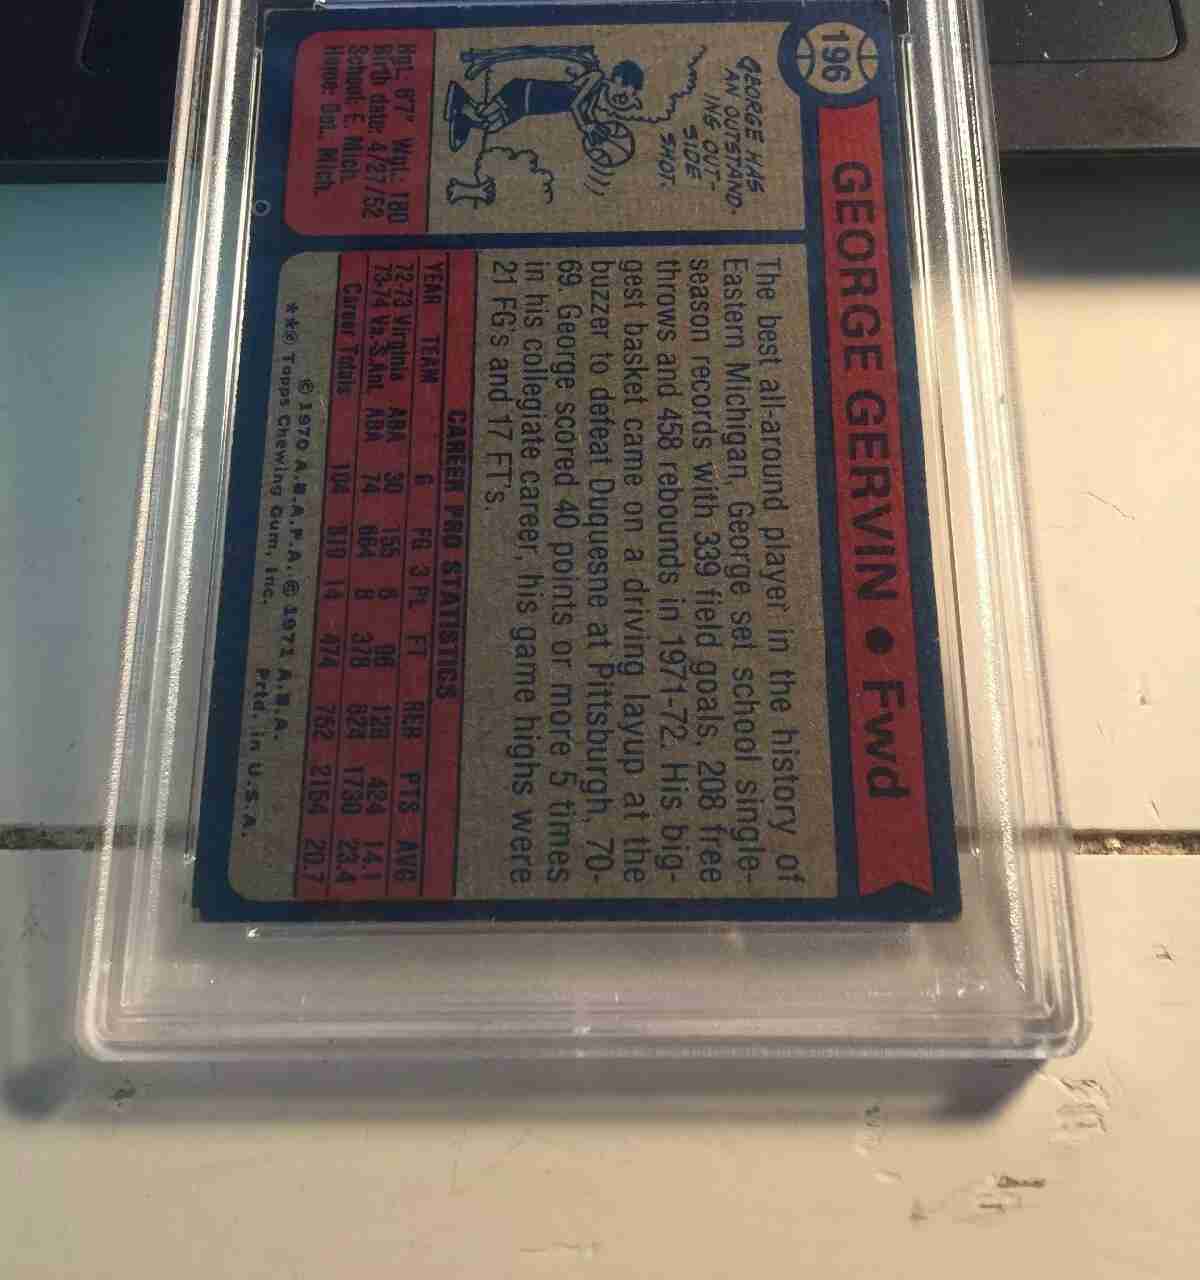 196
GEORGE GERVIN • Fwd
GEORGE HAS
AN OUTSTAND-
ING OUT-
SIDE
SHOT.
Hgt. 6'7" Wgt. 180
Birth date: 4/27/52
School: E. Mich.
Home: Det., Mich.
The best all-around player in the history of
Eastern Michigan, George set school single-
season records with 339 field goals, 208 free
throws and 458 rebounds in 1971-72. His big-
gest basket came on a driving layup at the
buzzer to defeat Duquesne at Pittsburgh, 70-
69. George scored 40 points or more 5 times
in his collegiate career, his game highs were
21 FG's and 17 FT's.
CAREER PRO STATISTICS
YEAR TEAM G FG 3PL FT REB PTS AVG
72-73 Virginia ABA 30 155 6 96 128 424 14.1
73-74 Va.-S.Ant. ABA 74 664 8 378 624 1730 23.4
Career Totals 104 819 14 474 752 2154 20.7
© 1970 A.B.A.P.A. © 1971 A.B.A.
**© Topps Chewing Gum, Inc. Prtd. in U.S.A.